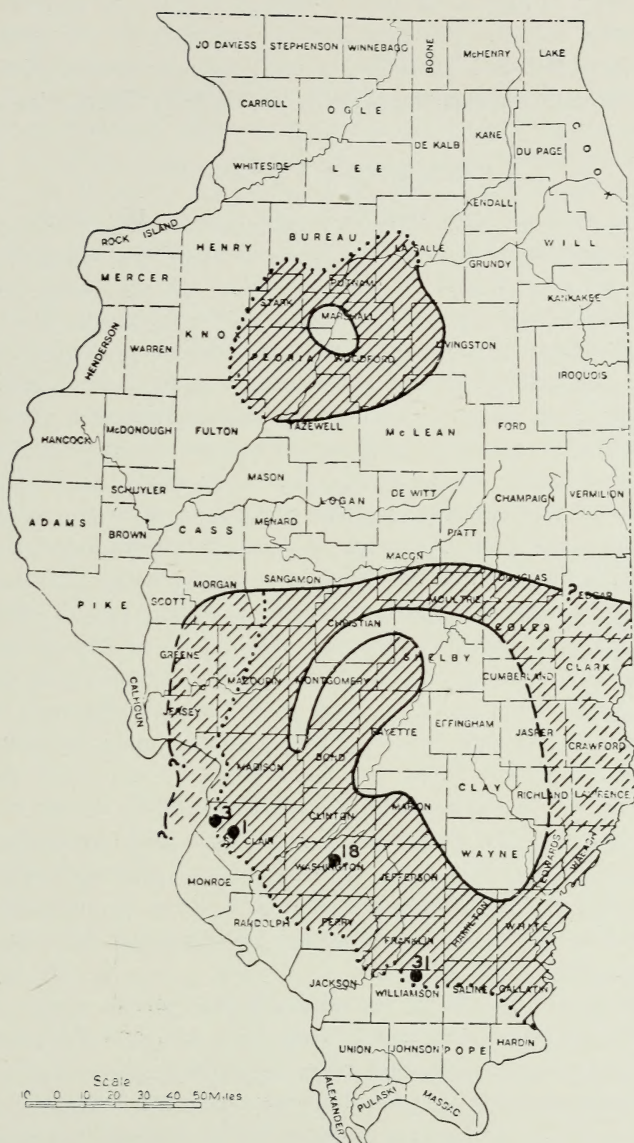 JO DAVIESS STEPHENSON WINNEBAGO BOONE McHENRY LAKE
CARROLL OGLE DE KALB KANE COOK
DU PAGE
WHITESIDE LEE
KENDALL
ROCK ISLAND HENRY BUREAU LA SALLE WILL
GRUNDY
MERCER PUTNAM
STARK KANKAKEE
MARSHALL
HENDERSON WARREN KNO
PEORIA WOODFORD LIVINGSTON
IROQUOIS
HANCOCK McDONOUGH FULTON TAZEWELL McLEAN FORD
MASON
SCHUYLER LOGAN DE WITT CHAMPAIGN VERMILION
ADAMS BROWN CASS MENARD PIATT
MACON
MORGAN SANGAMON DOUGLAS ?
PIKE SCOTT MOULTRIE EDGAR
CHRISTIAN COLES
GREENE SHELBY CLARK
MACOUPIN MONTGOMERY CUMBERLAND
CALHOUN JERSEY
FAYETTE EFFINGHAM JASPER
CRAWFORD
? MADISON BOND
CLAY RICHLAND LAWRENCE
? 3 1 CLINTON MARION
ST CLAIR 18 WAYNE EDWARDS WABASH
MONROE WASHINGTON JEFFERSON
RANDOLPH PERRY HAMILTON WHITE
FRANKLIN
31
JACKSON WILLIAMSON SALINE GALLATIN
UNION JOHNSON POPE HARDIN
ALEXANDER PULASKI MASSAC
Scale
10 0 10 20 30 40 50 Miles